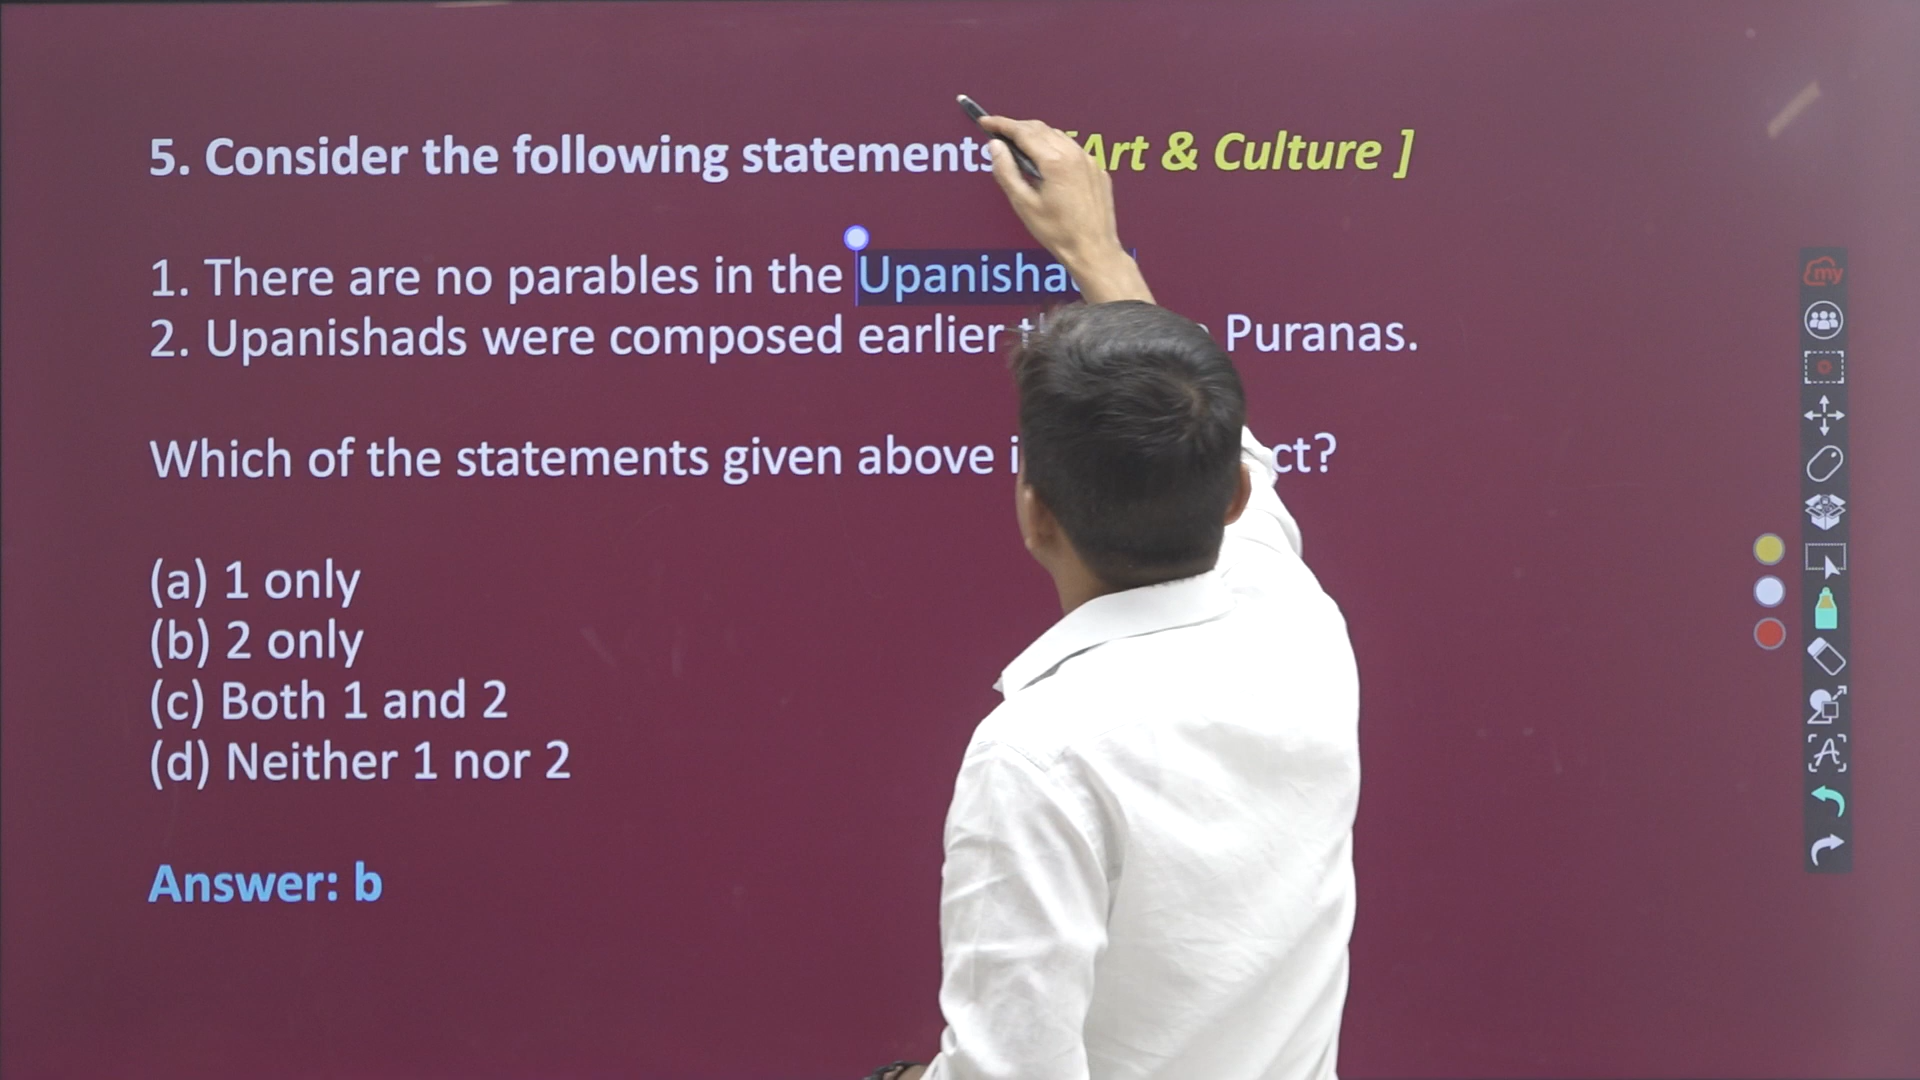 5. Consider the following statements [Art & Culture ]
1. There are no parables in the Upanisha
2. Upanishads were composed earlier Puranas.
Which of the statements given above ct?
(a) 1 only
(b) 2 only
(c) Both 1 and 2
(d) Neither 1 nor 2
Answer: b
my